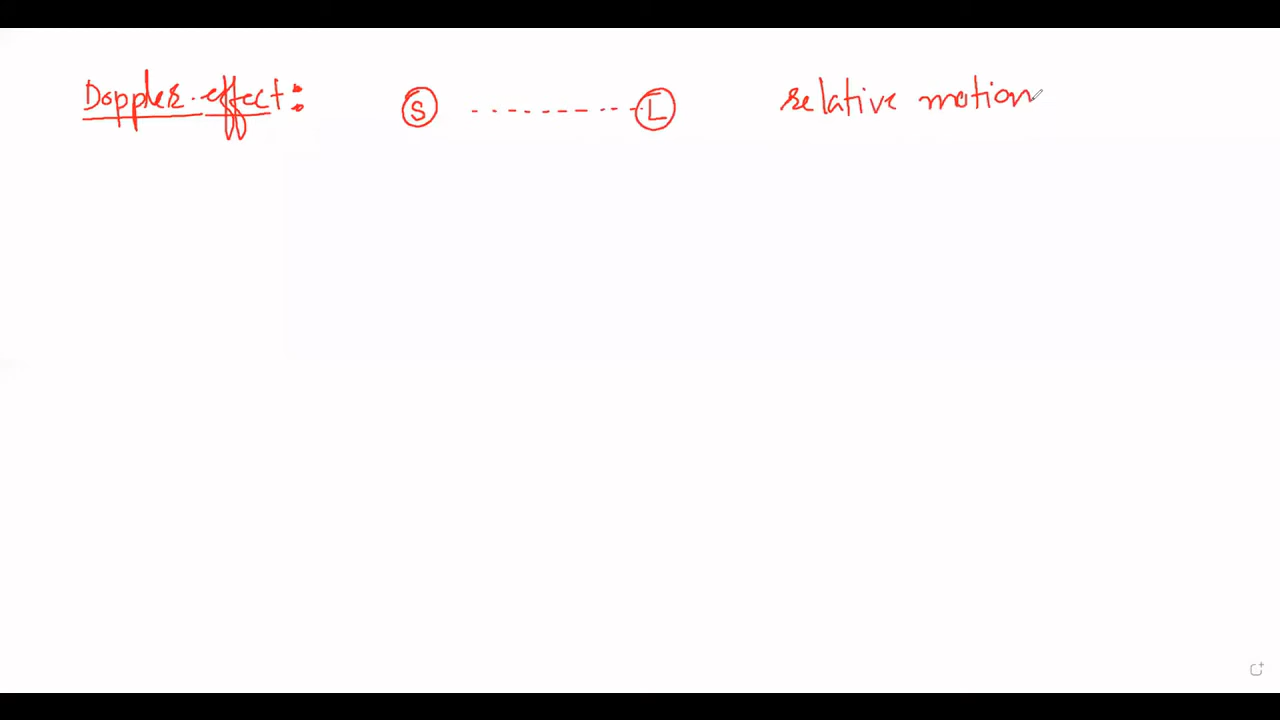 Doppler effect: S ---------- L relative motion